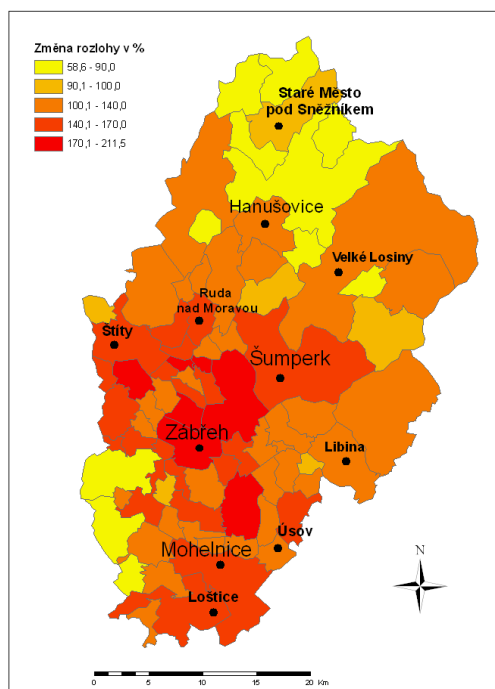 Změna rozlohy v %
58,6 - 90,0
90,1 - 100,0
100,1 - 140,0
140,1 - 170,0
170,1 - 211,5
Staré Město
pod Sněžníkem
Hanušovice
Velké Losiny
Ruda
nad Moravou
Štíty
Šumperk
Zábřeh
Libina
Úsov
Mohelnice
Loštice
N
0 5 10 15 20
Km